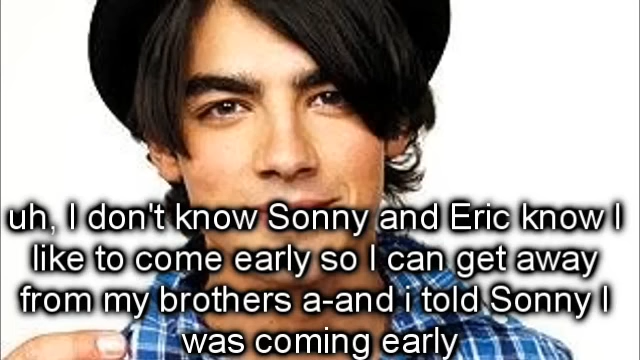 uh, I don't know Sonny and Eric know I
like to come early so I can get away
from my brothers a-and i told Sonny I
was coming early